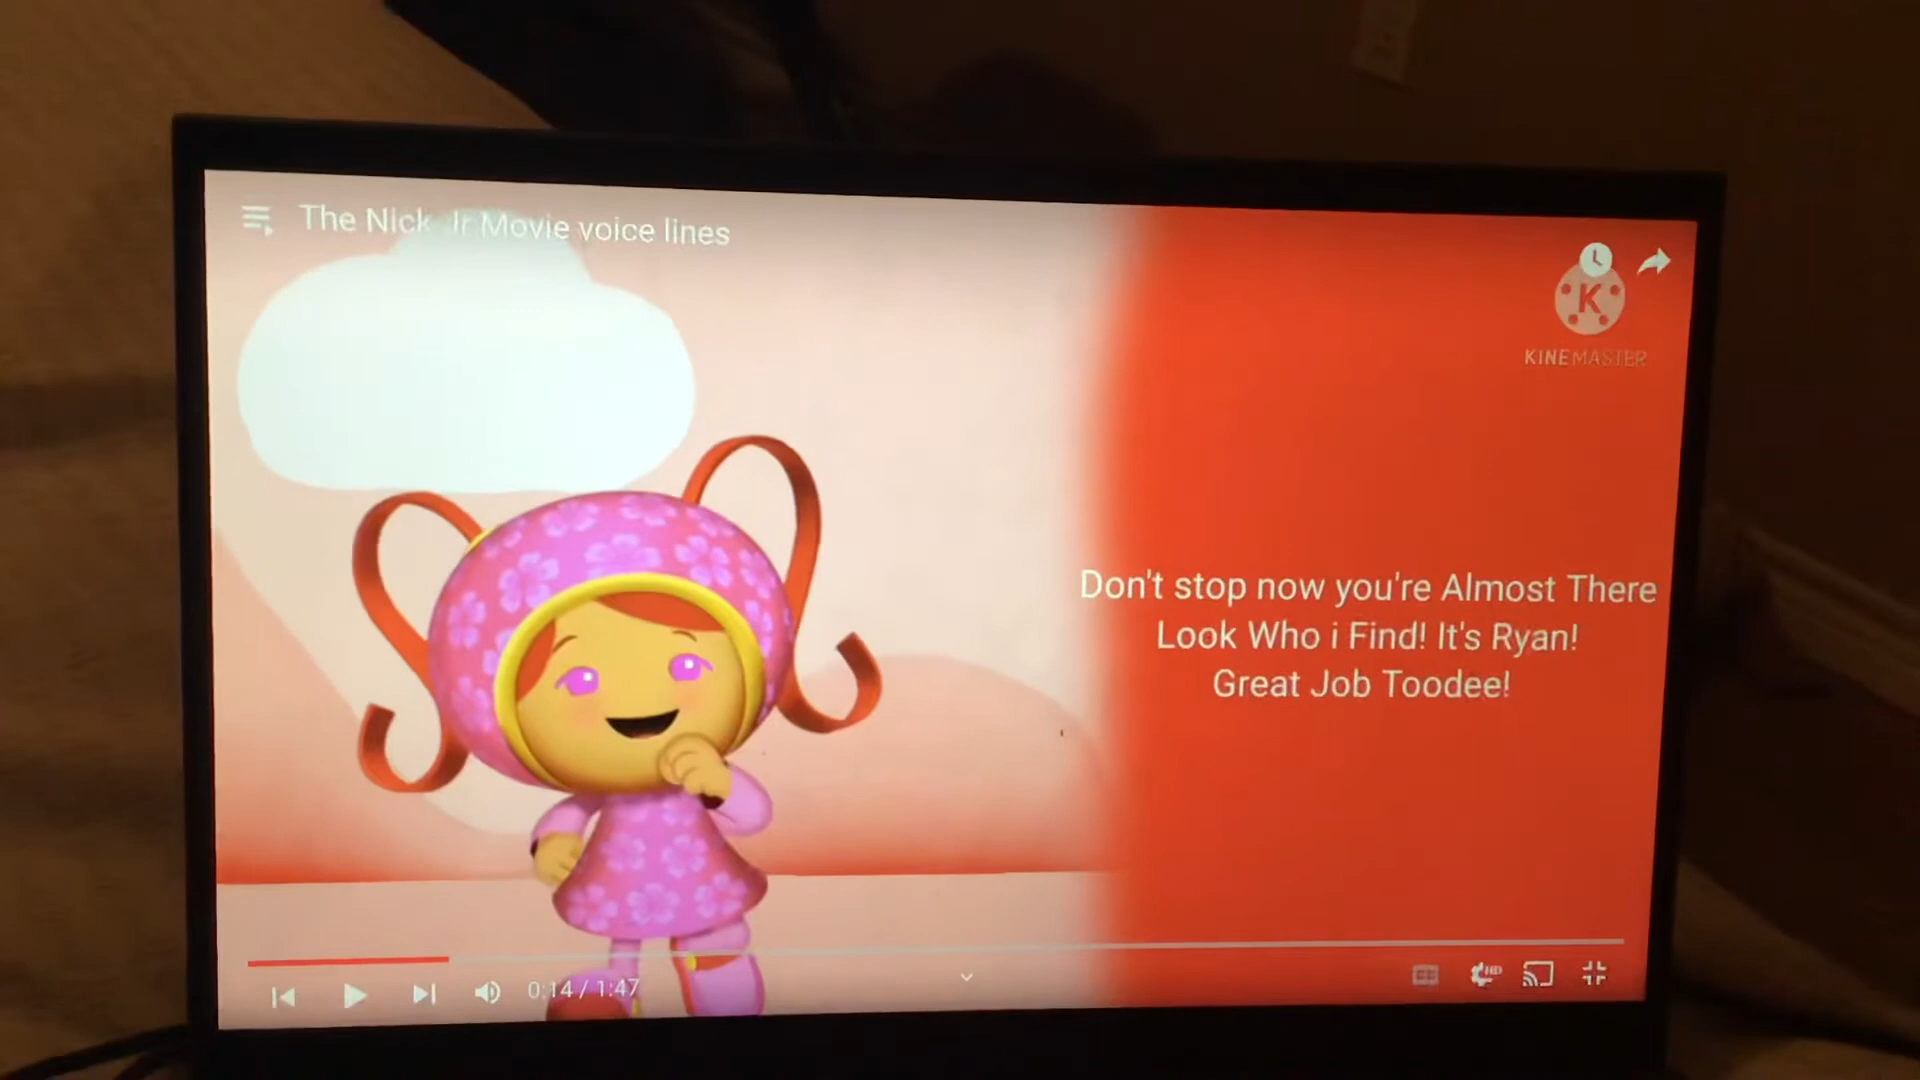 The Nick Jr Movie voice lines
K
KINEMASTER
Don't stop now you're Almost There
Look Who i Find! It's Ryan!
Great Job Toodee!
0:14 / 1:47
HD